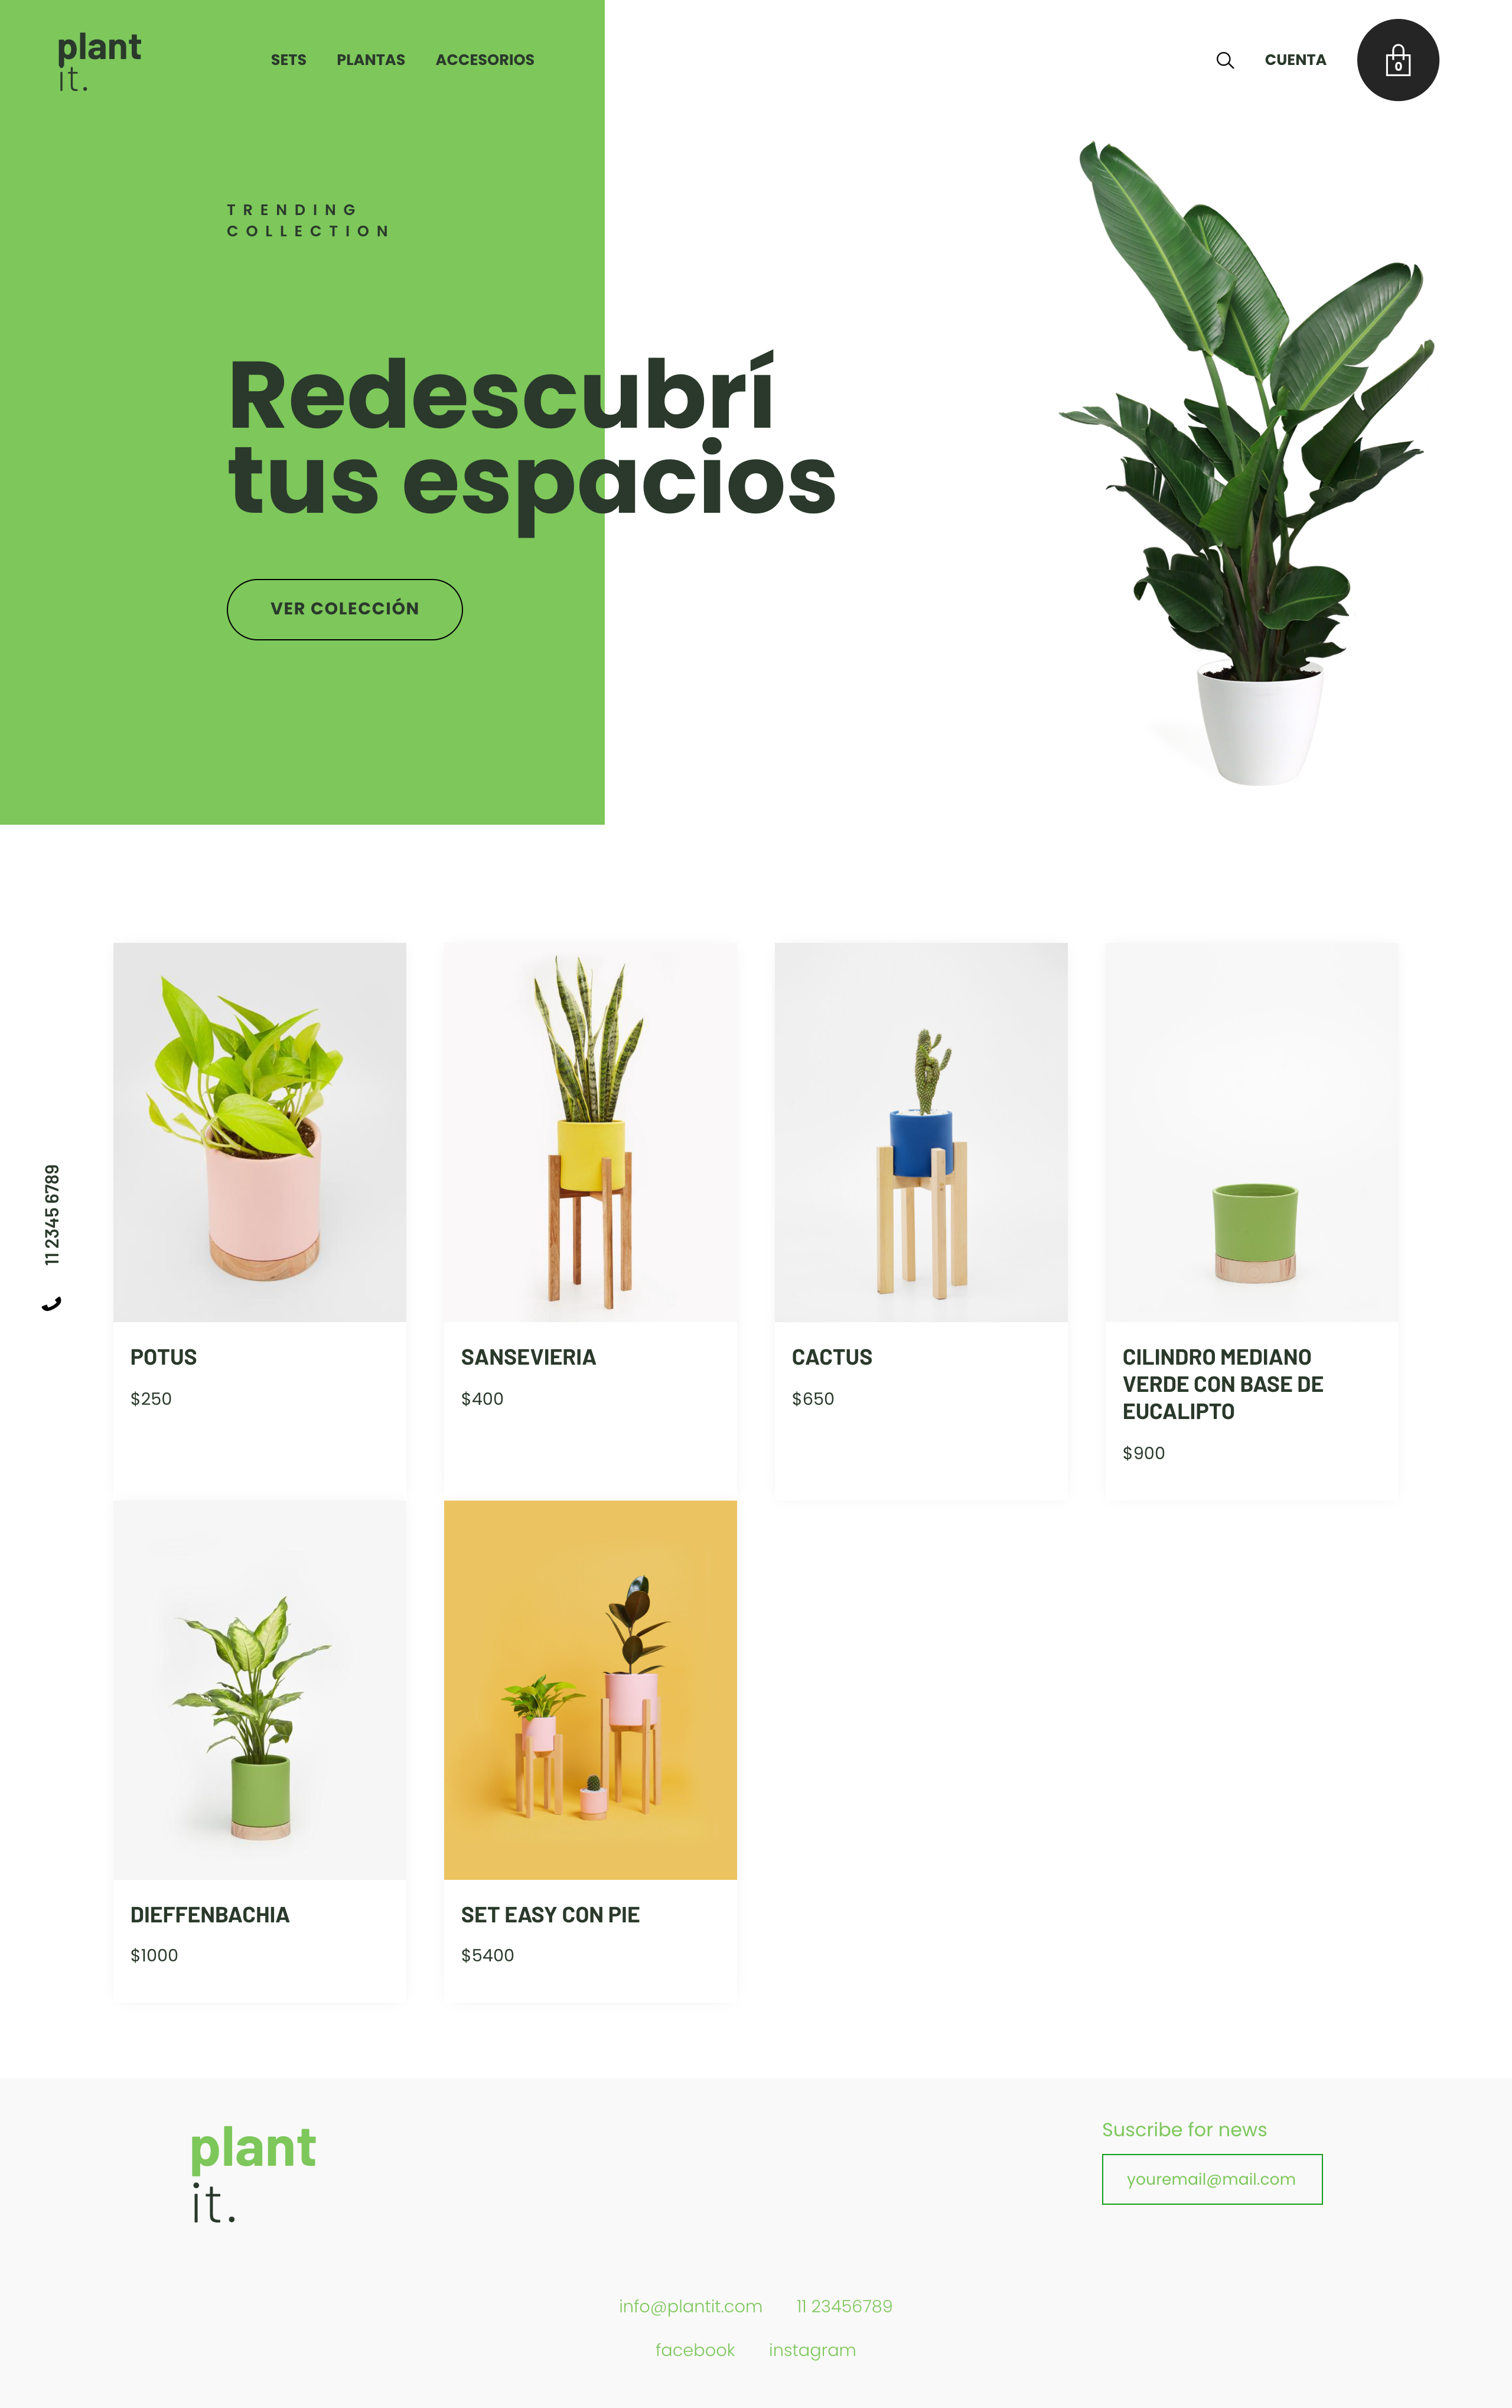 plant
it.
SETS PLANTAS ACCESORIOS
CUENTA
0
TRENDING
COLLECTION
Redescubrí
tus espacios
VER COLECCIÓN
11 2345 6789
POTUS
$250
SANSEVIERIA
$400
CACTUS
$650
CILINDRO MEDIANO
VERDE CON BASE DE
EUCALIPTO
$900
DIEFFENBACHIA
$1000
SET EASY CON PIE
$5400
plant
it.
Suscribe for news
youremail@mail.com
info@plantit.com 11 23456789
facebook instagram